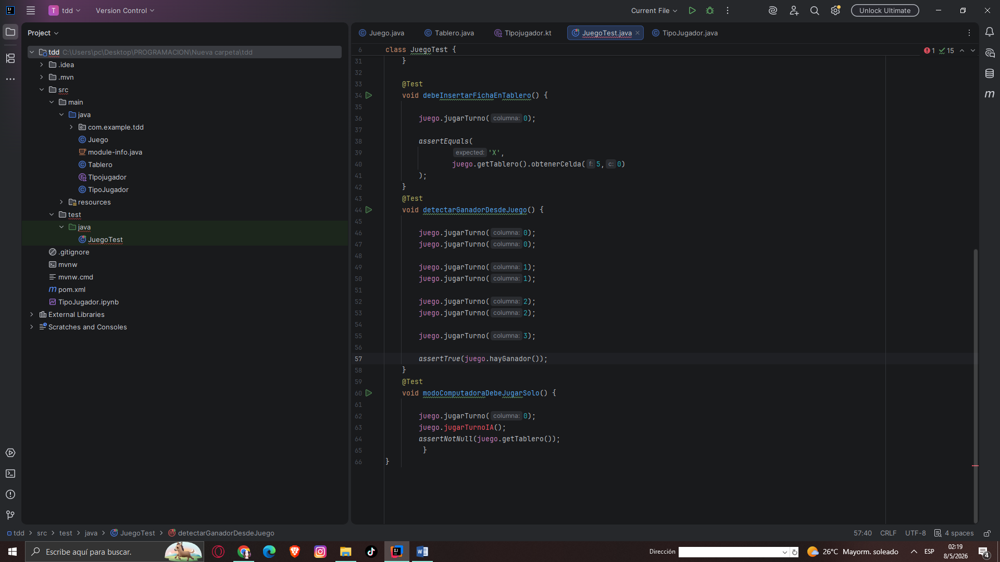 T tdd
Version Control
Current File
Unlock Ultimate
Project
Juego.java
Tablero.java
TIpojugador.kt
JuegoTest.java
TipoJugador.java
tdd C:\Users\pc\Desktop\PROGRAMACION\Nueva carpeta\tdd
.idea
.mvn
src
main
java
com.example.tdd
Juego
module-info.java
Tablero
TIpojugador
TipoJugador
resources
test
java
JuegoTest
.gitignore
mvnw
mvnw.cmd
pom.xml
TipoJugador.ipynb
External Libraries
Scratches and Consoles
6 class JuegoTest {
1 15
31 }
32
33 @Test
34 void debeInsertarFichaEnTablero() {
35
36 juego.jugarTurno( columna: 0);
37
38 assertEquals(
39 expected: 'X',
40 juego.getTablero().obtenerCelda( f: 5, c: 0)
41 );
42 }
43 @Test
44 void detectarGanadorDesdeJuego() {
45
46 juego.jugarTurno( columna: 0);
47 juego.jugarTurno( columna: 0);
48
49 juego.jugarTurno( columna: 1);
50 juego.jugarTurno( columna: 1);
51
52 juego.jugarTurno( columna: 2);
53 juego.jugarTurno( columna: 2);
54
55 juego.jugarTurno( columna: 3);
56
57 assertTrue(juego.hayGanador());
58 }
59 @Test
60 void modoComputadoraDebeJugarSolo() {
61
62 juego.jugarTurno( columna: 0);
63 juego.jugarTurnoIA();
64 assertNotNull(juego.getTablero());
65 }
66 }
tdd > src > test > java > JuegoTest > detectarGanadorDesdeJuego
57:40 CRLF UTF-8 4 spaces
Escribe aquí para buscar.
Dirección
26°C Mayorm. soleado
ESP
02:19
8/5/2026
4